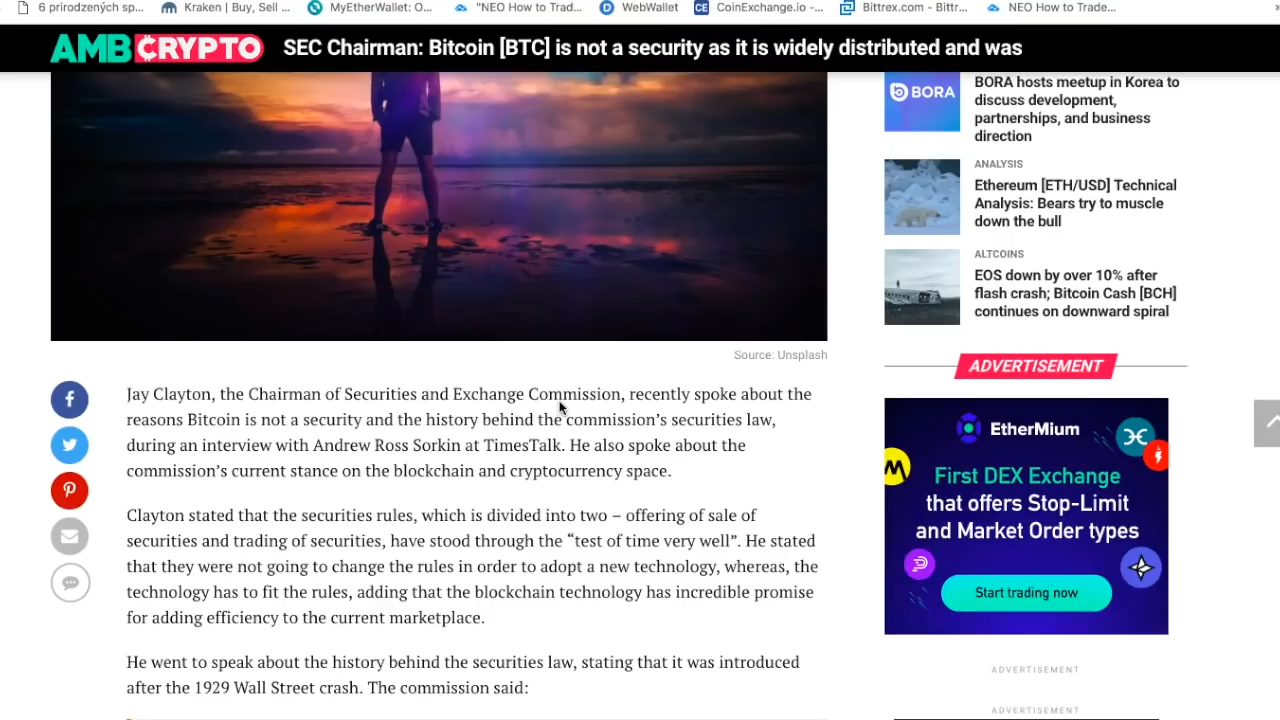 6 prirodzených sp...
Kraken | Buy, Sell ...
MyEtherWallet: O...
"NEO How to Trad...
WebWallet
CE
CoinExchange.io -...
Bittrex.com - Bittr...
NEO How to Trade...
AMBCRYPTO
SEC Chairman: Bitcoin [BTC] is not a security as it is widely distributed and was
Source: Unsplash
Jay Clayton, the Chairman of Securities and Exchange Commission, recently spoke about the
reasons Bitcoin is not a security and the history behind the commission’s securities law,
during an interview with Andrew Ross Sorkin at TimesTalk. He also spoke about the
commission’s current stance on the blockchain and cryptocurrency space.
Clayton stated that the securities rules, which is divided into two – offering of sale of
securities and trading of securities, have stood through the “test of time very well”. He stated
that they were not going to change the rules in order to adopt a new technology, whereas, the
technology has to fit the rules, adding that the blockchain technology has incredible promise
for adding efficiency to the current marketplace.
He went to speak about the history behind the securities law, stating that it was introduced
after the 1929 Wall Street crash. The commission said:
BORA
BORA hosts meetup in Korea to
discuss development,
partnerships, and business
direction
ANALYSIS
Ethereum [ETH/USD] Technical
Analysis: Bears try to muscle
down the bull
ALTCOINS
EOS down by over 10% after
flash crash; Bitcoin Cash [BCH]
continues on downward spiral
ADVERTISEMENT
EtherMium
First DEX Exchange
that offers Stop-Limit
and Market Order types
Start trading now
ADVERTISEMENT
ADVERTISEMENT